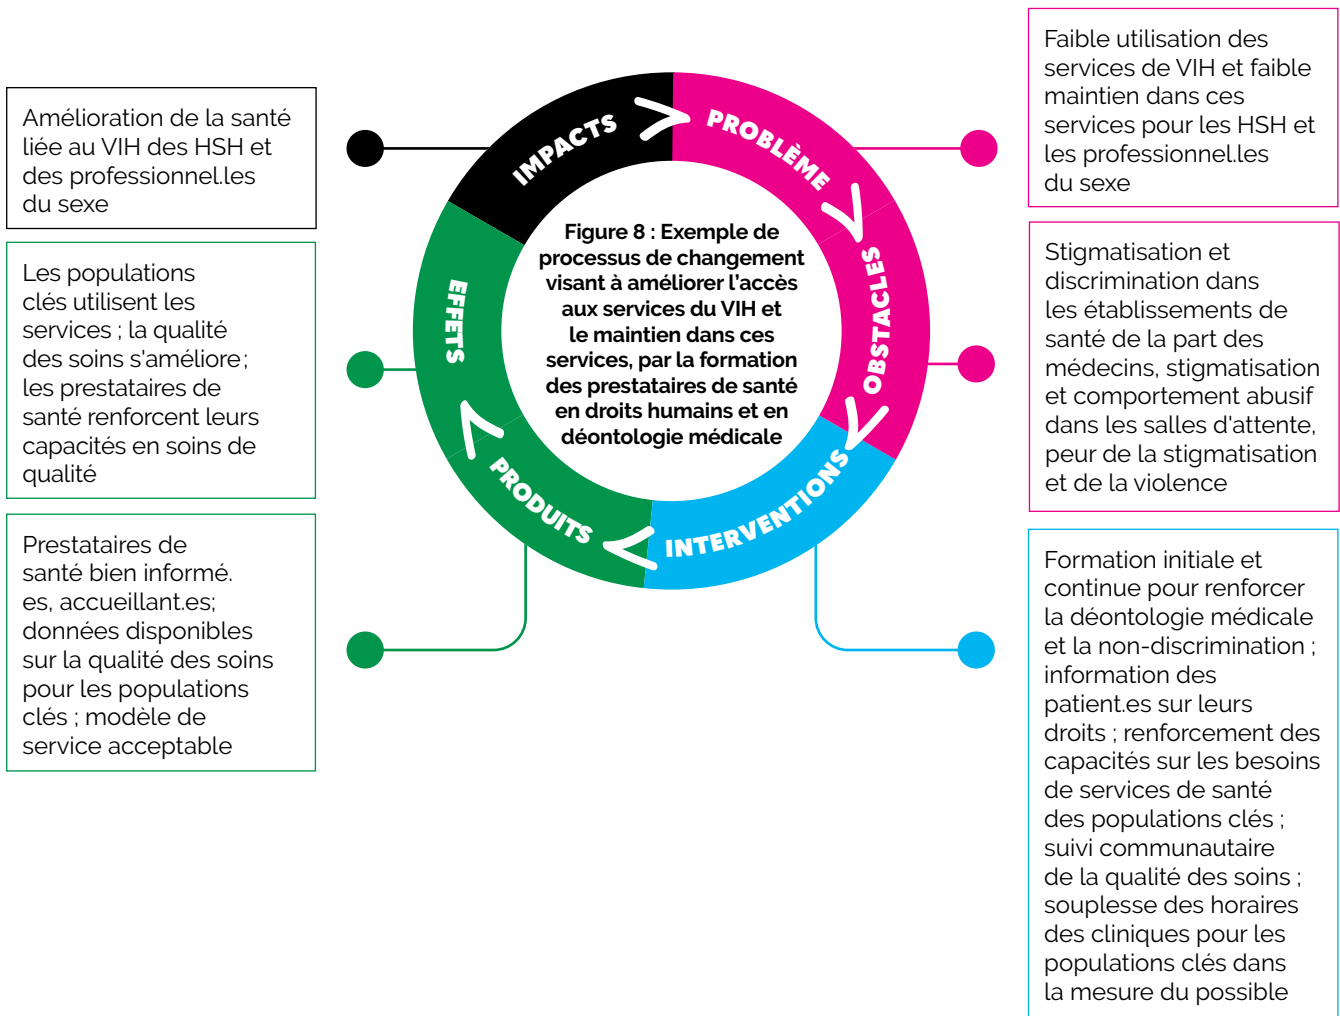 Figure 8 : Exemple de
processus de changement
visant à améliorer l'accès
aux services du VIH et
le maintien dans ces
services, par la formation
des prestataires de santé
en droits humains et en
déontologie médicale
PROBLÈME
Faible utilisation des
services de VIH et faible
maintien dans ces
services pour les HSH et
les professionnel.les
du sexe
OBSTACLES
Stigmatisation et
discrimination dans
les établissements de
santé de la part des
médecins, stigmatisation
et comportement abusif
dans les salles d'attente,
peur de la stigmatisation
et de la violence
INTERVENTIONS
Formation initiale et
continue pour renforcer
la déontologie médicale
et la non-discrimination ;
information des
patient.es sur leurs
droits ; renforcement des
capacités sur les besoins
de services de santé
des populations clés ;
suivi communautaire
de la qualité des soins ;
souplesse des horaires
des cliniques pour les
populations clés dans
la mesure du possible
PRODUITS
Prestataires de
santé bien informé.
es, accueillant.es;
données disponibles
sur la qualité des soins
pour les populations
clés ; modèle de
service acceptable
EFFETS
Les populations
clés utilisent les
services ; la qualité
des soins s'améliore;
les prestataires de
santé renforcent leurs
capacités en soins de
qualité
IMPACTS
Amélioration de la santé
liée au VIH des HSH et
des professionnel.les
du sexe